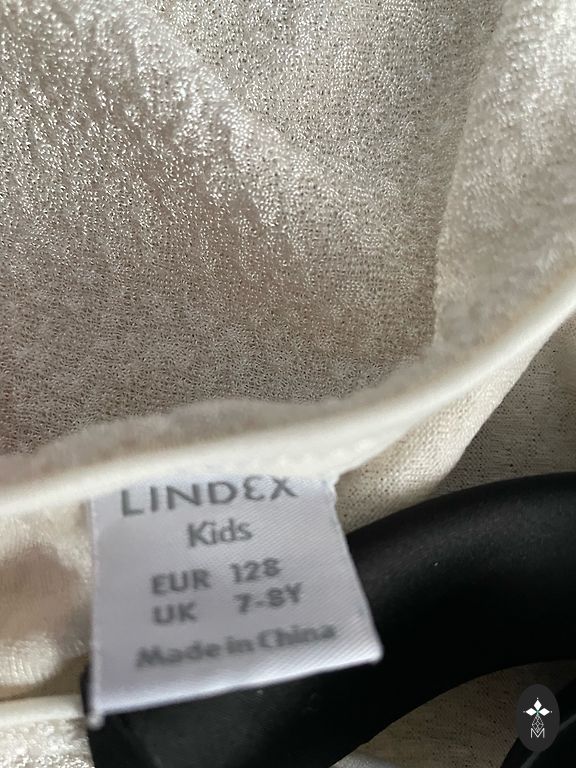 LINDEX
Kids
EUR 128
UK 7-8Y
Made in China
M